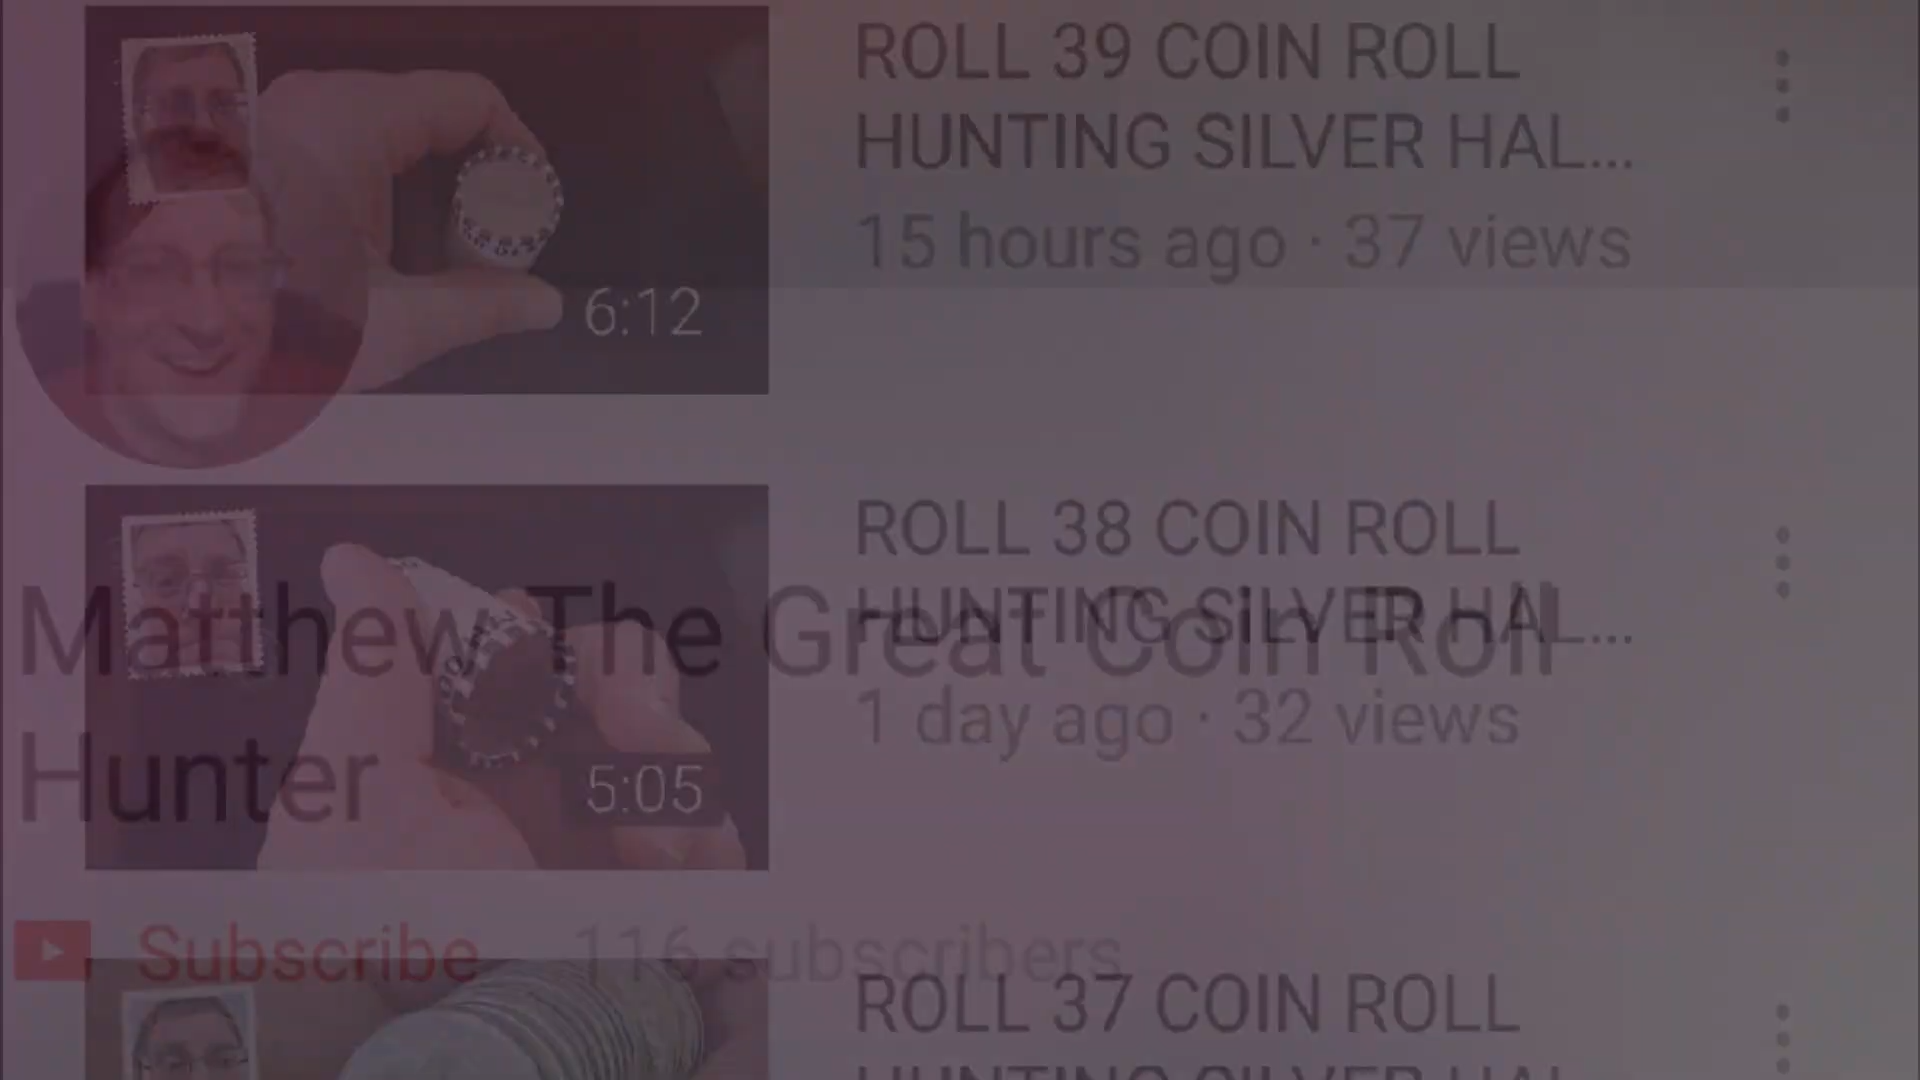 ROLL 39 COIN ROLL
HUNTING SILVER HAL...
15 hours ago · 37 views
6:12
ROLL 38 COIN ROLL
HUNTING SILVER HAL...
1 day ago · 32 views
5:05
Matthew The Great Coin Roll
Hunter
Subscribe 116 subscribers
ROLL 37 COIN ROLL
HUNTING SILVER HAL...